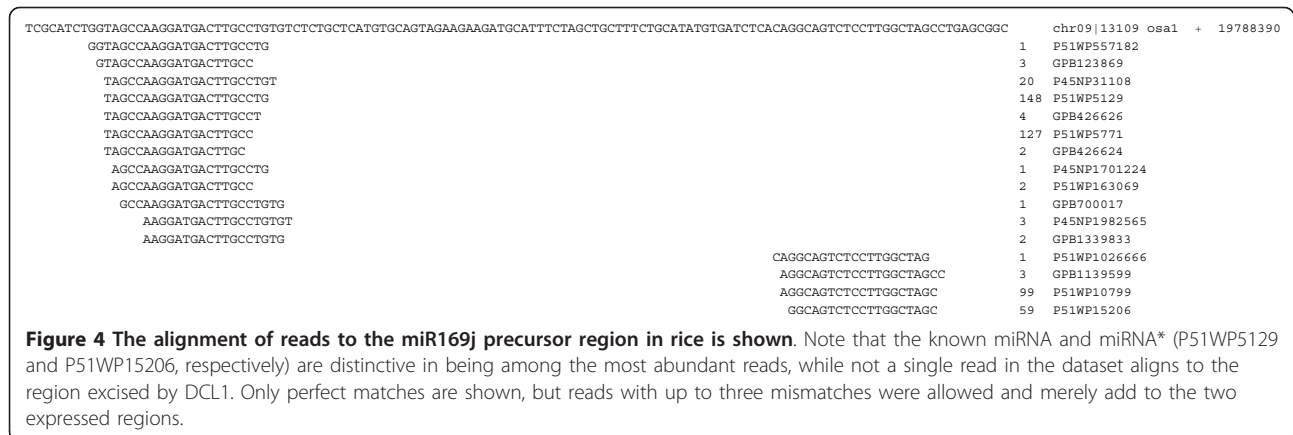 TCGCATCTGGTAGCCAAGGATGACTTGCCTGTGTCTCTGCTCATGTGCAGTAGAAGAAGATGCATTTCTAGCTGCTTTCTGCATATGTGATCTCACAGGCAGTCTCCTTGGCTAGCCTGAGCGGC chr09|13109 osa1 + 19788390
GGTAGCCAAGGATGACTTGCCTG 1 P51WP557182
GTAGCCAAGGATGACTTGCC 3 GPB123869
TAGCCAAGGATGACTTGCCTGT 20 P45NP31108
TAGCCAAGGATGACTTGCCTG 148 P51WP5129
TAGCCAAGGATGACTTGCCT 4 GPB426626
TAGCCAAGGATGACTTGCC 127 P51WP5771
TAGCCAAGGATGACTTGC 2 GPB426624
AGCCAAGGATGACTTGCCTG 1 P45NP1701224
AGCCAAGGATGACTTGCC 2 P51WP163069
GCCAAGGATGACTTGCCTGTG 1 GPB700017
AAGGATGACTTGCCTGTGT 3 P45NP1982565
AAGGATGACTTGCCTGTG 2 GPB1339833
CAGGCAGTCTCCTTGGCTAG 1 P51WP1026666
AGGCAGTCTCCTTGGCTAGCC 3 GPB1139599
AGGCAGTCTCCTTGGCTAGC 99 P51WP10799
GGCAGTCTCCTTGGCTAGC 59 P51WP15206
Figure 4 The alignment of reads to the miR169j precursor region in rice is shown. Note that the known miRNA and miRNA* (P51WP5129
and P51WP15206, respectively) are distinctive in being among the most abundant reads, while not a single read in the dataset aligns to the
region excised by DCL1. Only perfect matches are shown, but reads with up to three mismatches were allowed and merely add to the two
expressed regions.